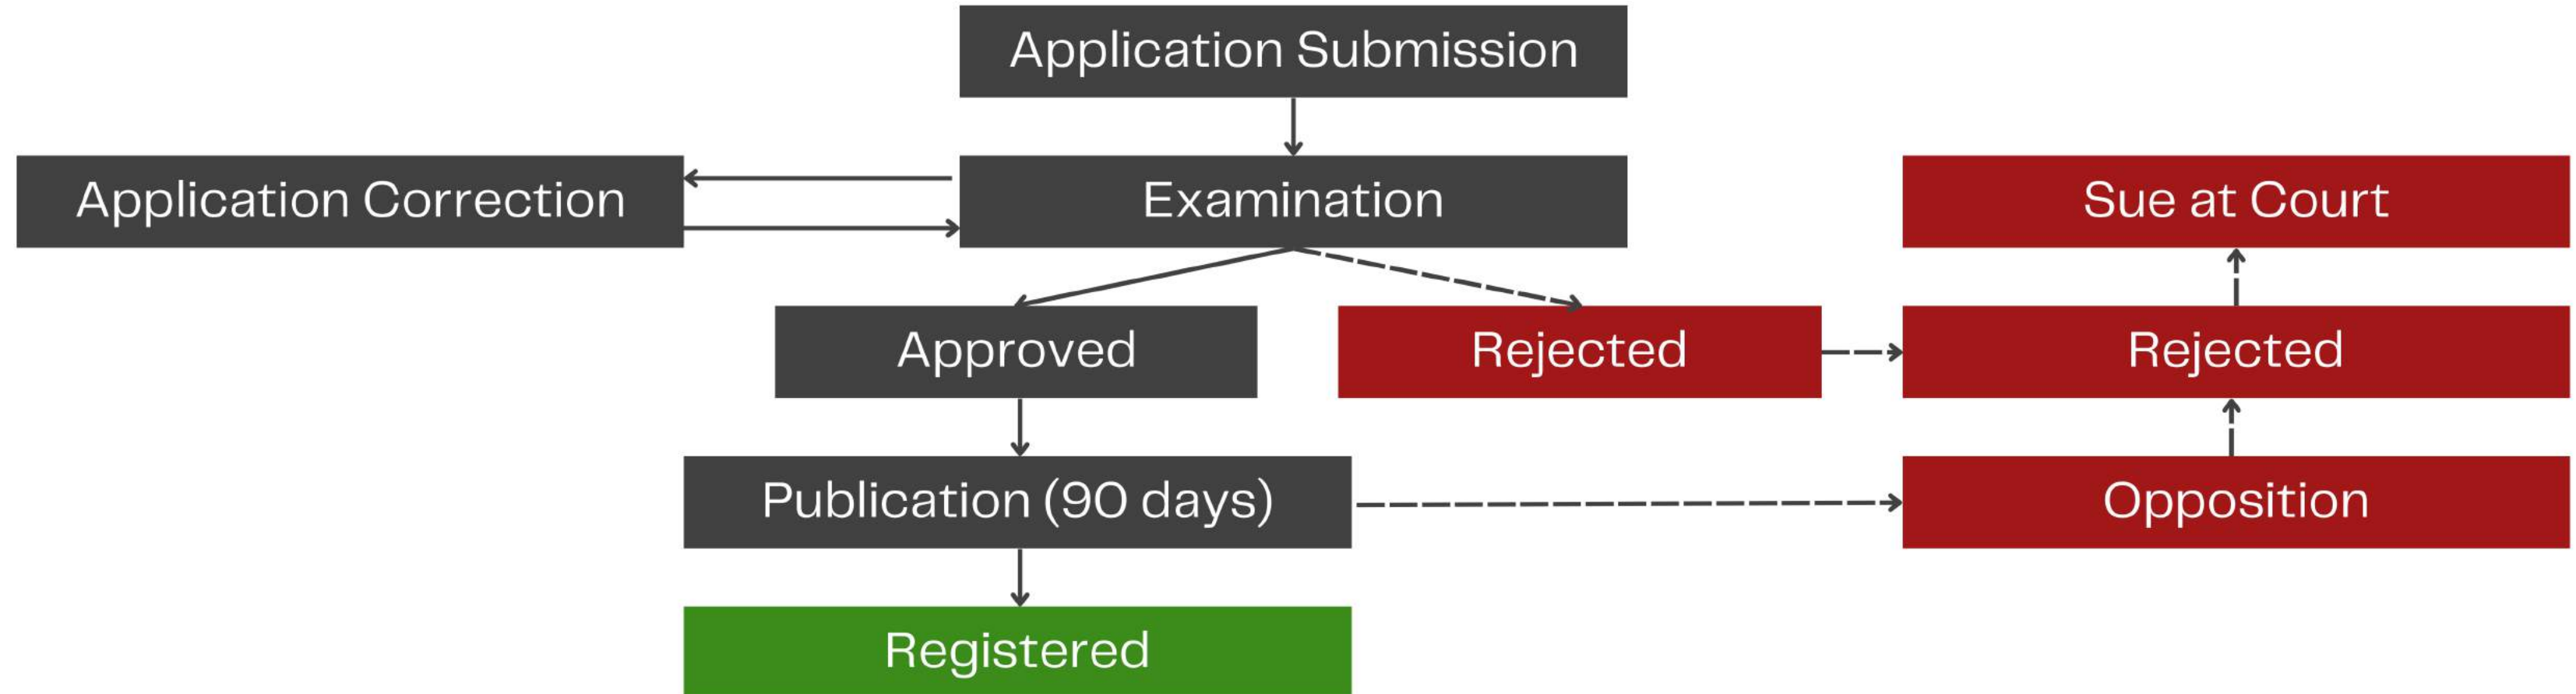 Application Submission
Application Correction
Examination
Sue at Court
Approved
Rejected
Rejected
Publication (90 days)
Opposition
Registered